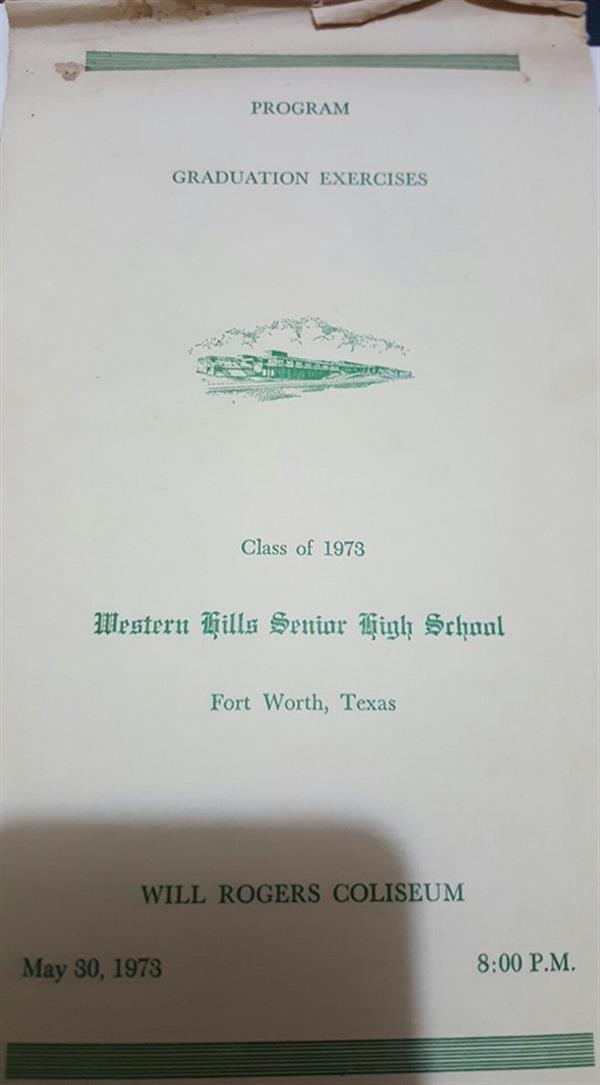 PROGRAM
GRADUATION EXERCISES
Class of 1973
Western Hills Senior High School
Fort Worth, Texas
WILL ROGERS COLISEUM
May 30, 1973 8:00 P.M.